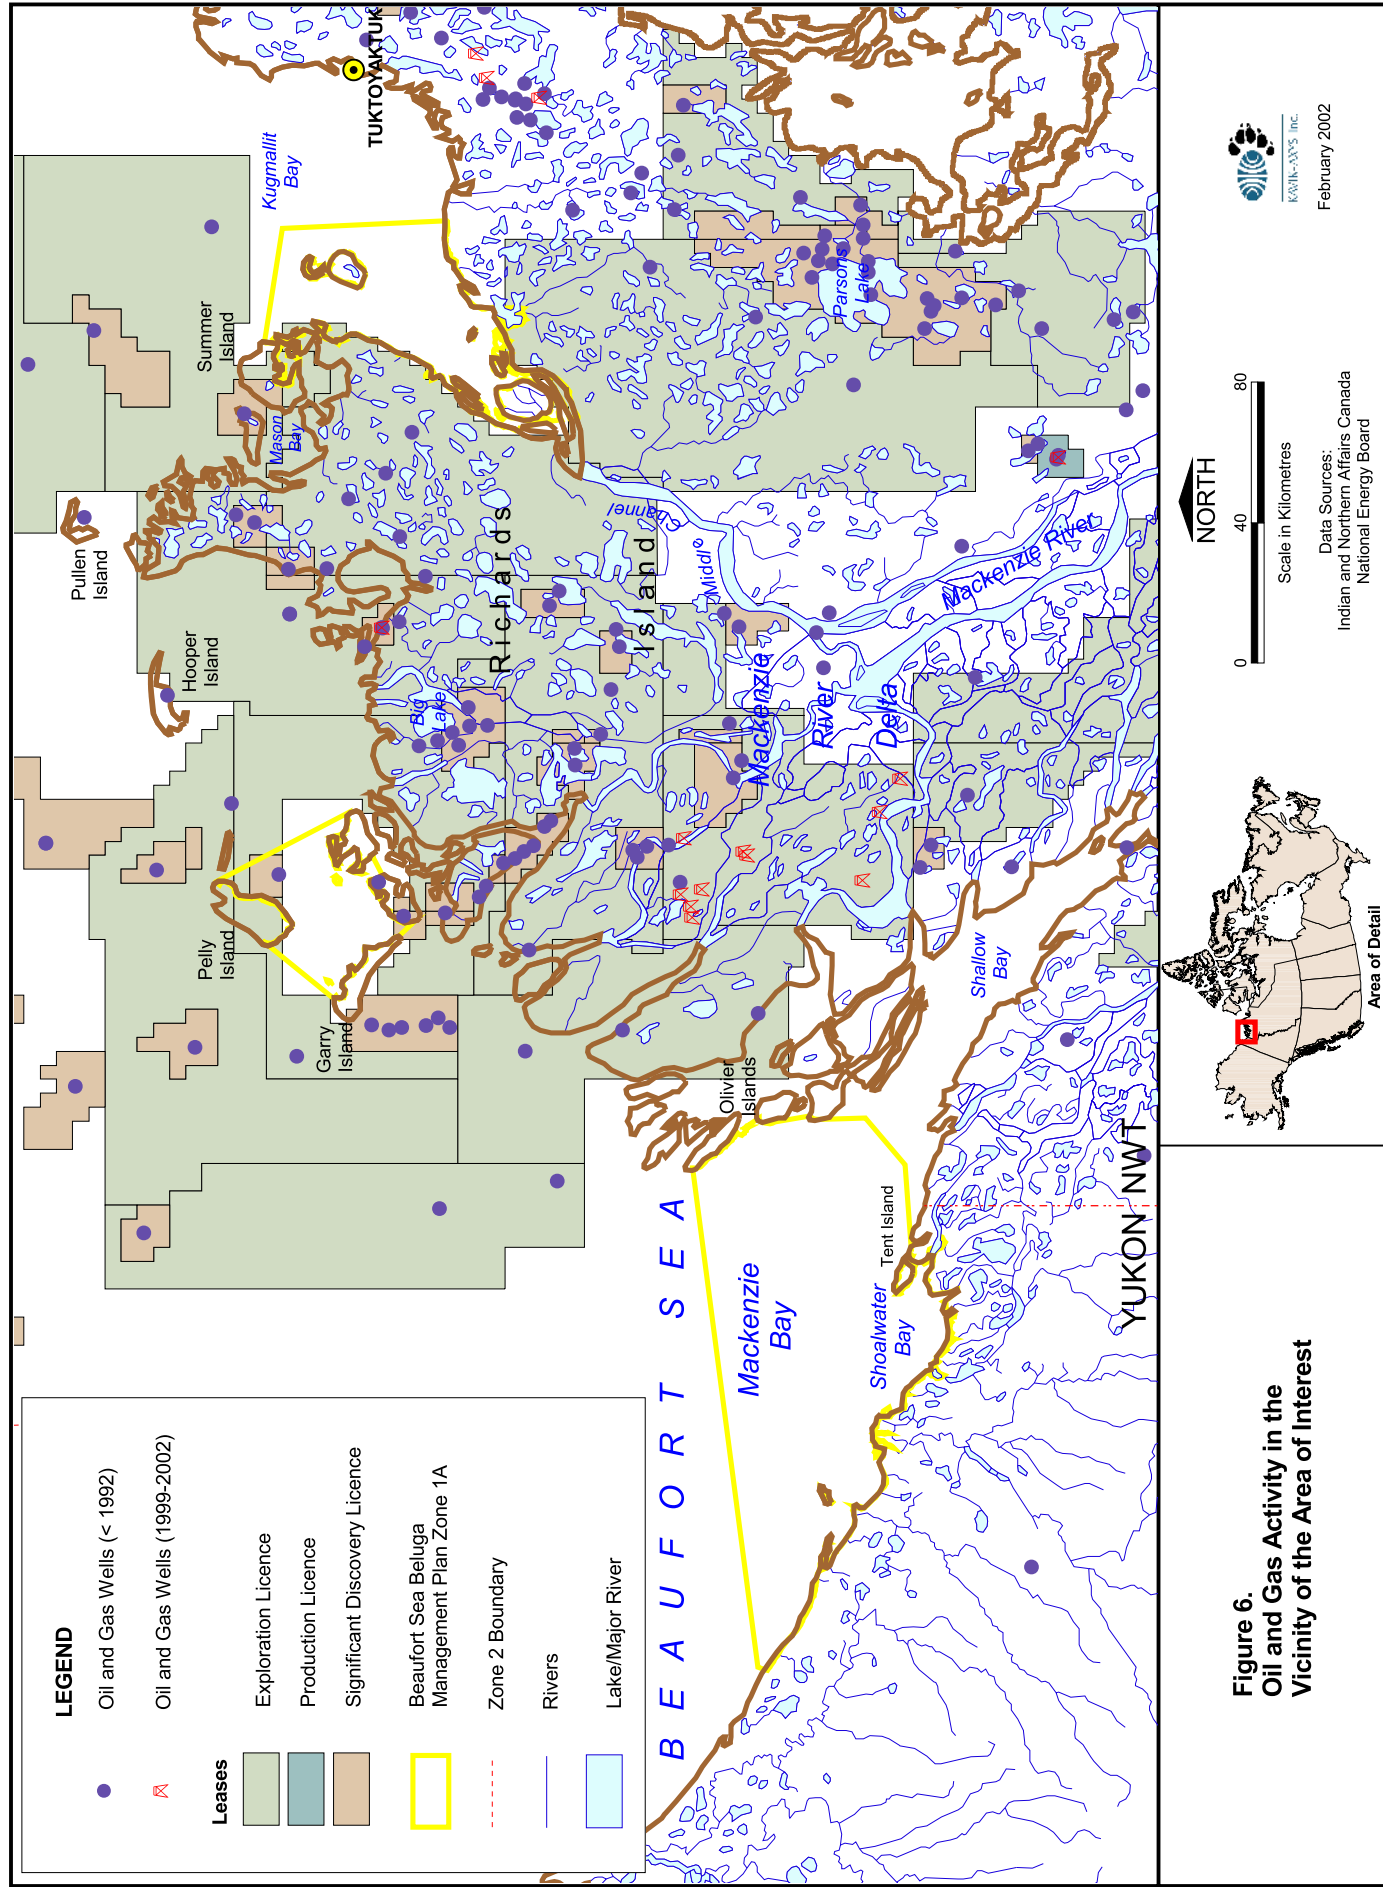 LEGEND
Oil and Gas Wells (< 1992)
Oil and Gas Wells (1999-2002)
Leases
Exploration Licence
Production Licence
Significant Discovery Licence
Beaufort Sea Beluga
Management Plan Zone 1A
Zone 2 Boundary
Rivers
Lake/Major River
BEAUFORT SEA
Mackenzie
Bay
Shoalwater
Bay
Tent Island
YUKON NWT
Olivier
Islands
Shallow
Bay
Garry
Island
Pelly
Island
Hooper
Island
Pullen
Island
Summer
Island
Mason
Bay
Kugmallit
Bay
TUKTOYAKTUK
Big
Lake
Richards
Island
Middle
Channel
Mackenzie
River
Delta
Mackenzie River
Parsons
Lake
Figure 6.
Oil and Gas Activity in the
Vicinity of the Area of Interest
Area of Detail
NORTH
0 40 80
Scale in Kilometres
Data Sources:
Indian and Northern Affairs Canada
National Energy Board
KAVIK-AXYS Inc.
February 2002